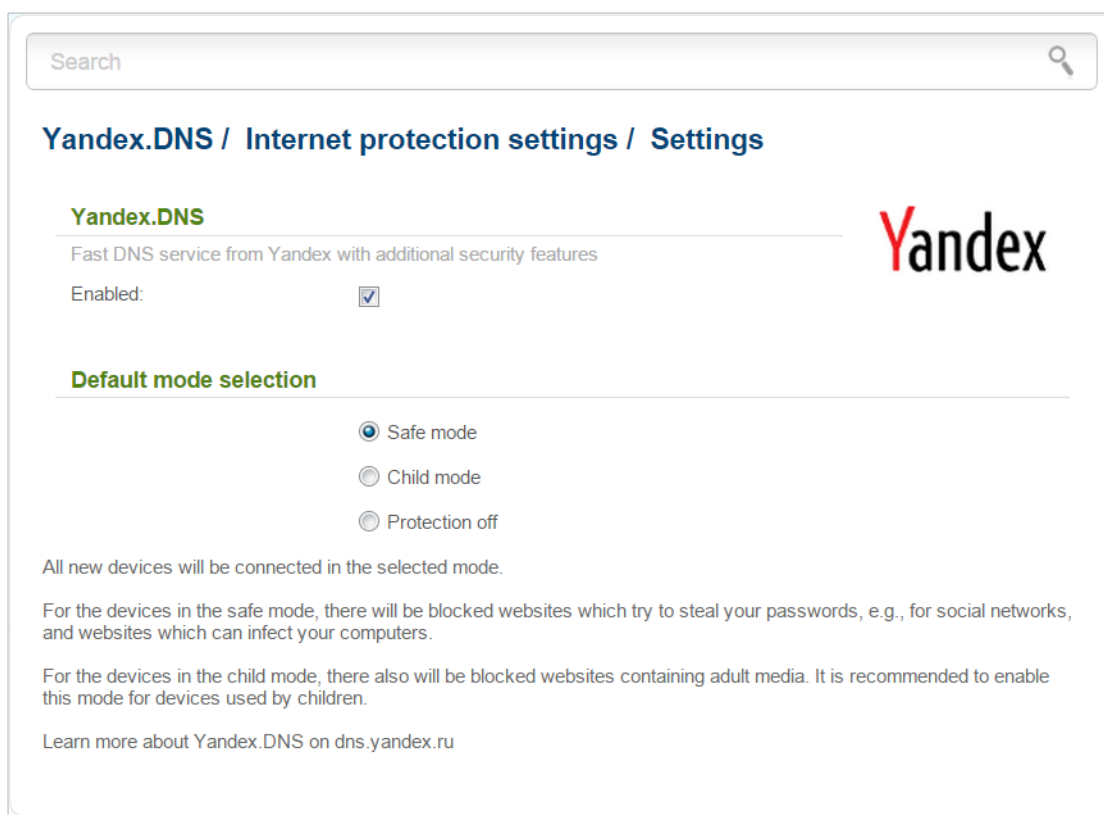 Search
Yandex.DNS / Internet protection settings / Settings
Yandex.DNS
Yandex
Fast DNS service from Yandex with additional security features
Enabled:
Default mode selection
Safe mode
Child mode
Protection off
All new devices will be connected in the selected mode.
For the devices in the safe mode, there will be blocked websites which try to steal your passwords, e.g., for social networks,
and websites which can infect your computers.
For the devices in the child mode, there also will be blocked websites containing adult media. It is recommended to enable
this mode for devices used by children.
Learn more about Yandex.DNS on dns.yandex.ru